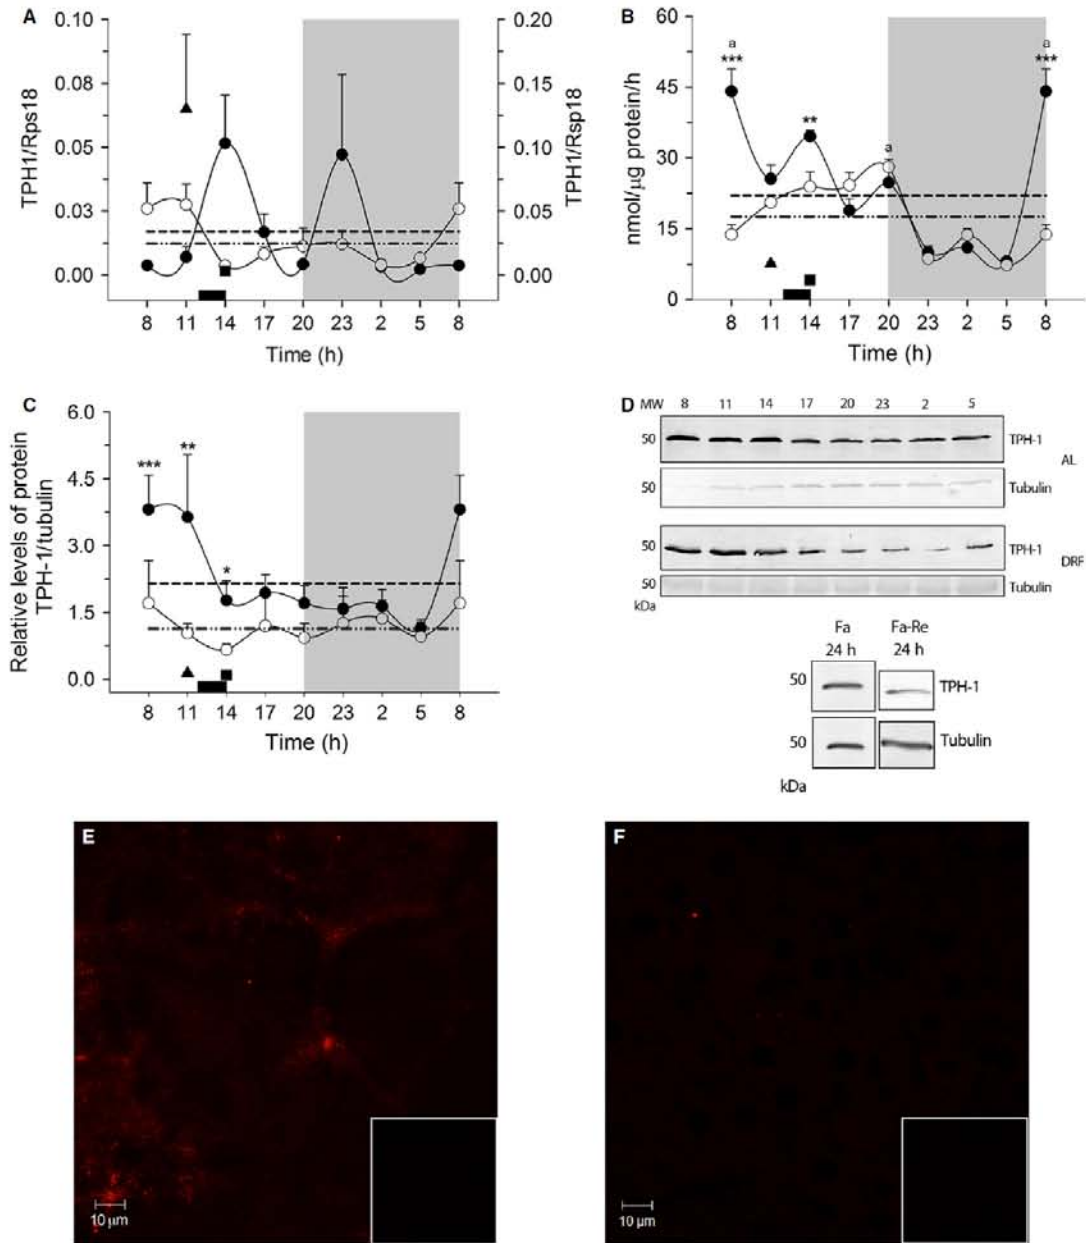 A
0.10
0.08
0.05
0.03
0.00
TPH1/Rps18
0.20
0.15
0.10
0.05
0.00
TPH1/Rsp18
8 11 14 17 20 23 2 5 8
Time (h)
B
60
45
30
15
0
nmol/µg protein/h
a
***
**
a
a
***
8 11 14 17 20 23 2 5 8
Time (h)
C
6.0
4.5
3.0
1.5
0.0
Relative levels of protein
TPH-1/tubulin
***
**
*
8 11 14 17 20 23 2 5 8
Time (h)
D MW 8 11 14 17 20 23 2 5
50 TPH-1
AL
50 Tubulin
50 TPH-1
DRF
50 Tubulin
kDa
Fa Fa-Re
24 h 24 h
50 TPH-1
50 Tubulin
kDa
E
10 µm
F
10 µm